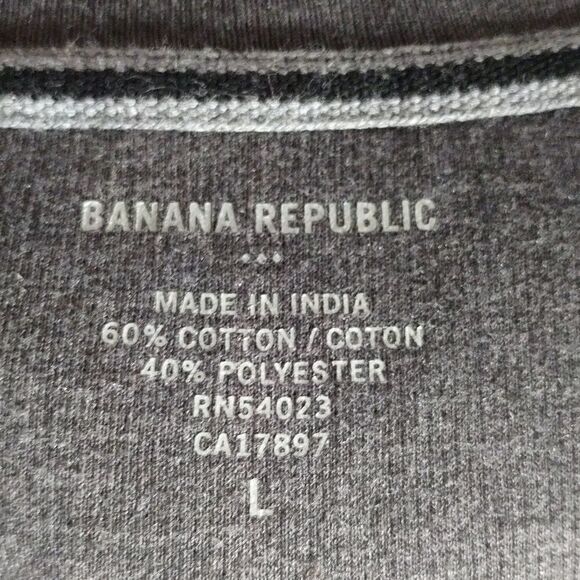 BANANA REPUBLIC
MADE IN INDIA
60% COTTON / COTON
40% POLYESTER
RN54023
CA17897
L